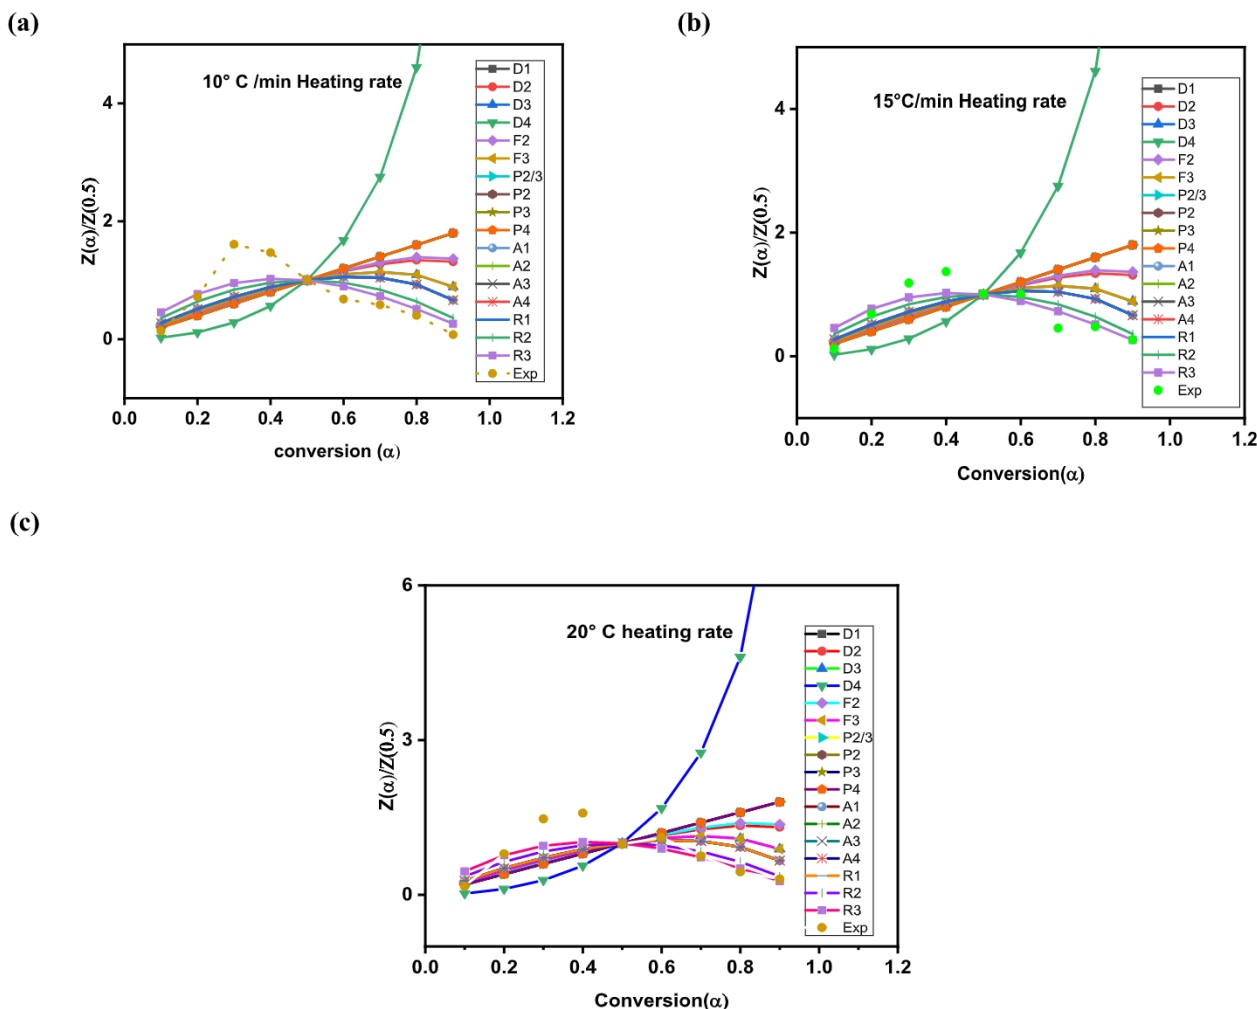 (a)
10° C /min Heating rate
Z(α)/Z(0.5)
4
2
0
0.0 0.2 0.4 0.6 0.8 1.0 1.2
conversion (α)
D1
D2
D3
D4
F2
F3
P2/3
P2
P3
P4
A1
A2
A3
A4
R1
R2
R3
Exp
(b)
15°C/min Heating rate
Z(α)/Z(0.5)
4
2
0
0.0 0.2 0.4 0.6 0.8 1.0 1.2
Conversion(α)
D1
D2
D3
D4
F2
F3
P2/3
P2
P3
P4
A1
A2
A3
A4
R1
R2
R3
Exp
(c)
20° C heating rate
Z(α)/Z(0.5)
6
3
0
0.0 0.2 0.4 0.6 0.8 1.0 1.2
Conversion(α)
D1
D2
D3
D4
F2
F3
P2/3
P2
P3
P4
A1
A2
A3
A4
R1
R2
R3
Exp